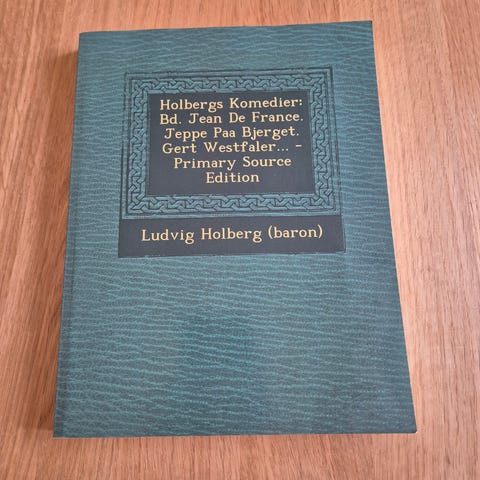 Holbergs Komedier:
Bd. Jean De France.
Jeppe Paa Bjerget.
Gert Westfaler... -
Primary Source
Edition
Ludvig Holberg (baron)